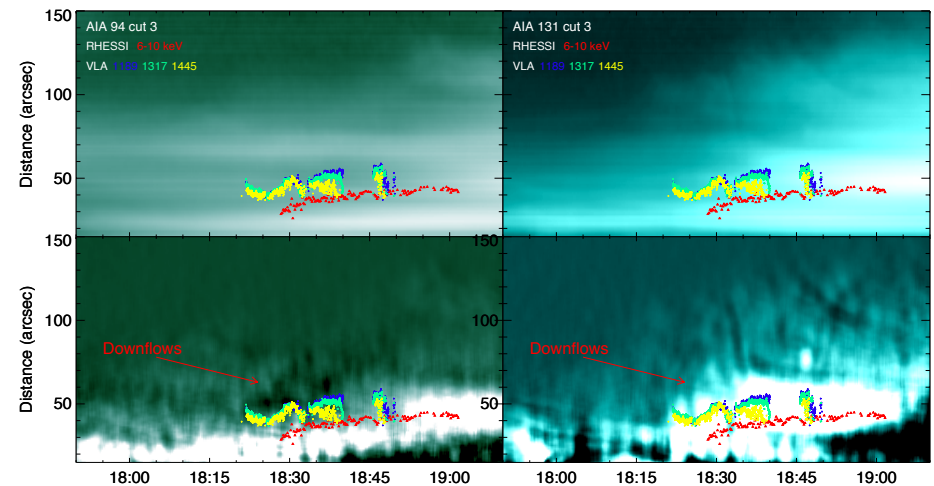 150
AIA 94 cut 3
AIA 131 cut 3
RHESSI 6-10 keV
RHESSI 6-10 keV
VLA 1189 1317 1445
VLA 1189 1317 1445
100
Distance (arcsec)
50
150
150
Downflows
Downflows
100
100
Distance (arcsec)
50
50
18:00 18:15 18:30 18:45 19:00
18:00 18:15 18:30 18:45 19:00